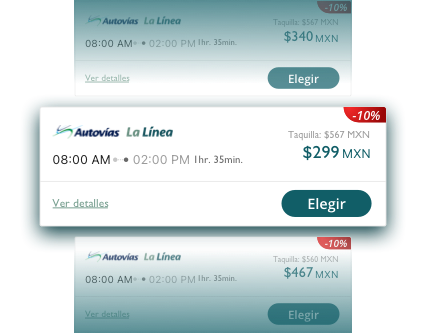 -10%
Autovías La Línea
Taquilla: $567 MXN
$340 MXN
08:00 AM 02:00 PM 1hr. 35min.
Ver detalles
Elegir
-10%
Autovías La Línea
Taquilla: $567 MXN
$299 MXN
08:00 AM 02:00 PM 1hr. 35min.
Ver detalles
Elegir
-10%
Autovías La Línea
Taquilla: $560 MXN
$467 MXN
08:00 AM 02:00 PM 1hr. 35min.
Ver detalles
Elegir